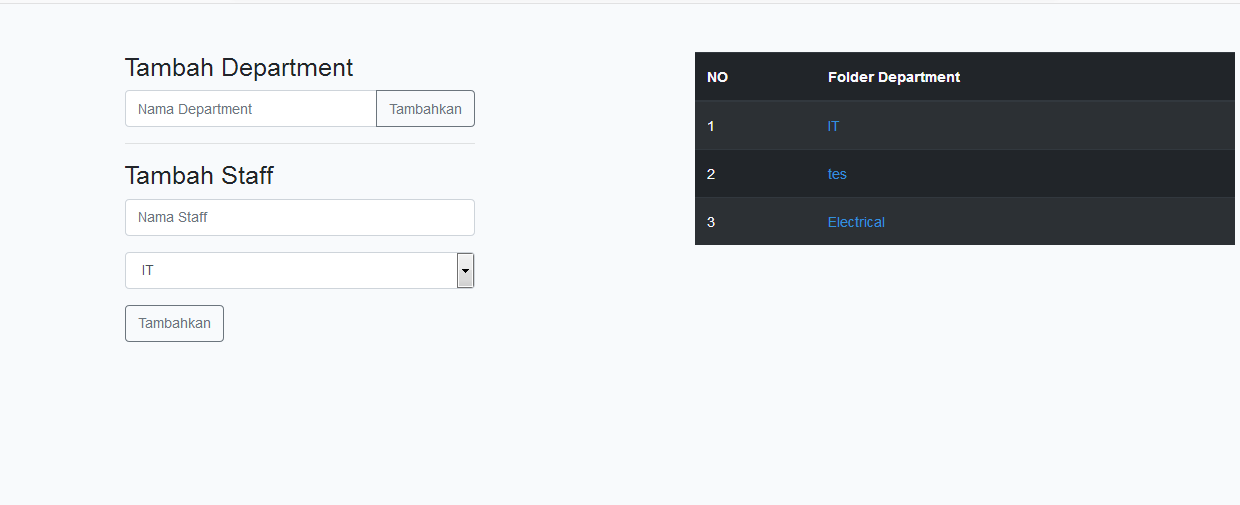 Tambah Department
Nama Department Tambahkan
Tambah Staff
Nama Staff
IT
Tambahkan
NO Folder Department
1 IT
2 tes
3 Electrical